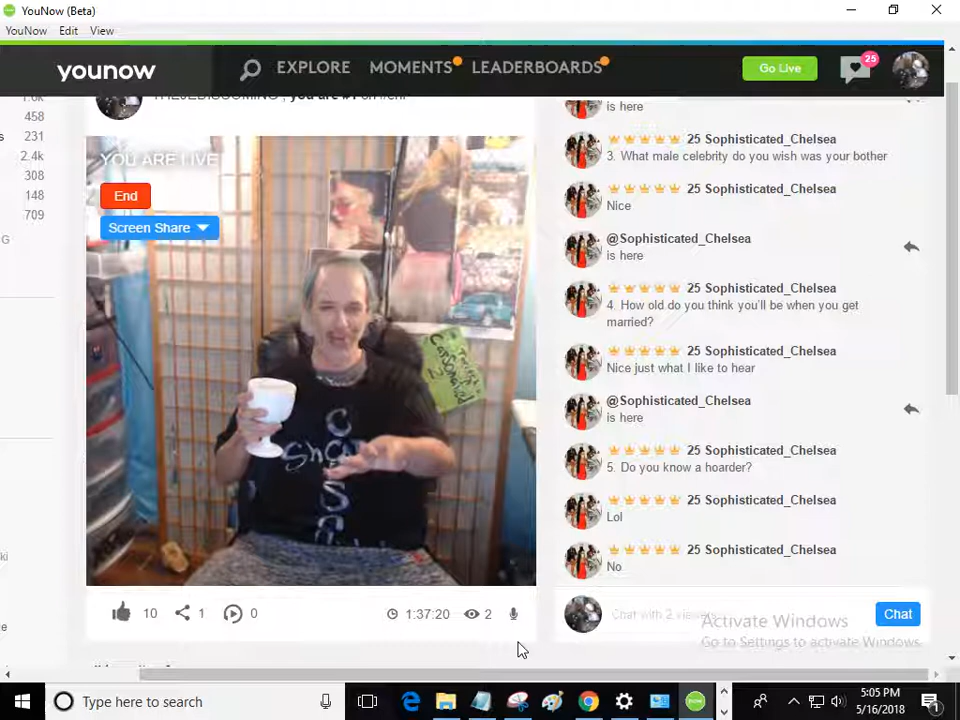 YouNow (Beta)
YouNow Edit View
younow EXPLORE MOMENTS LEADERBOARDS Go Live 25
458
231
2.4k
308
148
709
YOU ARE LIVE
End
Screen Share
10 1 0 1:37:20 2
is here
25 Sophisticated_Chelsea
3. What male celebrity do you wish was your bother
25 Sophisticated_Chelsea
Nice
@Sophisticated_Chelsea
is here
25 Sophisticated_Chelsea
4. How old do you think you'll be when you get
married?
25 Sophisticated_Chelsea
Nice just what I like to hear
@Sophisticated_Chelsea
is here
25 Sophisticated_Chelsea
5. Do you know a hoarder?
25 Sophisticated_Chelsea
Lol
25 Sophisticated_Chelsea
No
Chat with 2 viewers
Chat
Activate Windows
Go to Settings to activate Windows.
Type here to search
5:05 PM
5/16/2018
1